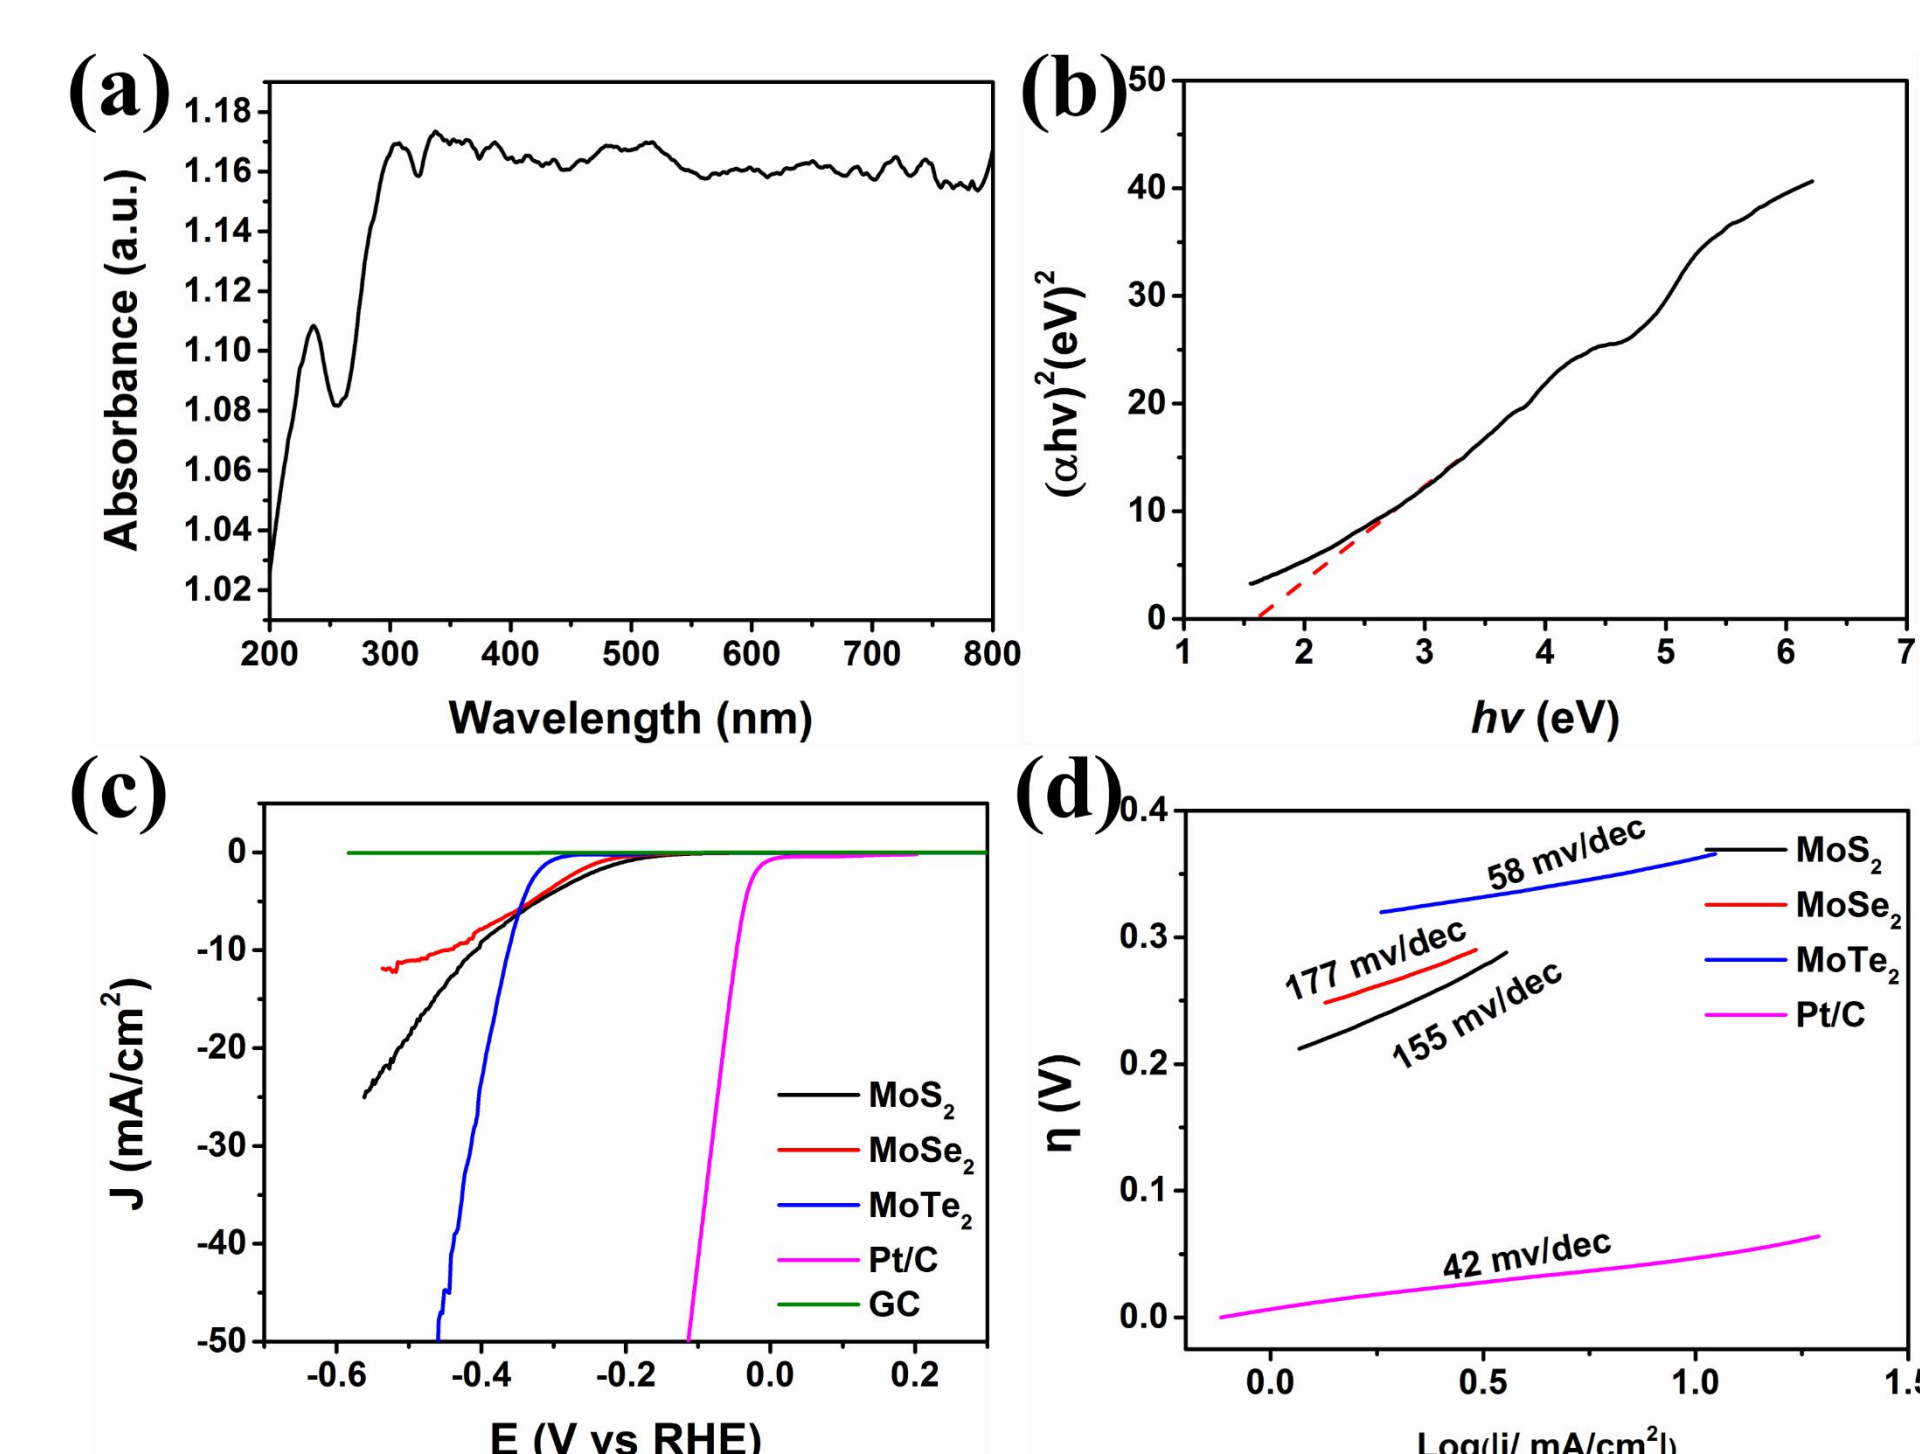 (a)
1.18
1.16
1.14
1.12
1.10
1.08
1.06
1.04
1.02
Absorbance (a.u.)
200 300 400 500 600 700 800
Wavelength (nm)
(b)
50
40
30
20
10
0
(αhv)²(eV)²
1 2 3 4 5 6 7
hv (eV)
(c)
0
-10
-20
-30
-40
-50
J (mA/cm²)
MoS₂
MoSe₂
MoTe₂
Pt/C
GC
-0.6 -0.4 -0.2 0.0 0.2
E (V vs RHE)
(d)
0.4
0.3
0.2
0.1
0.0
η (V)
58 mv/dec
177 mv/dec
155 mv/dec
42 mv/dec
MoS₂
MoSe₂
MoTe₂
Pt/C
0.0 0.5 1.0 1.5
Log(|j/ mA/cm²|)